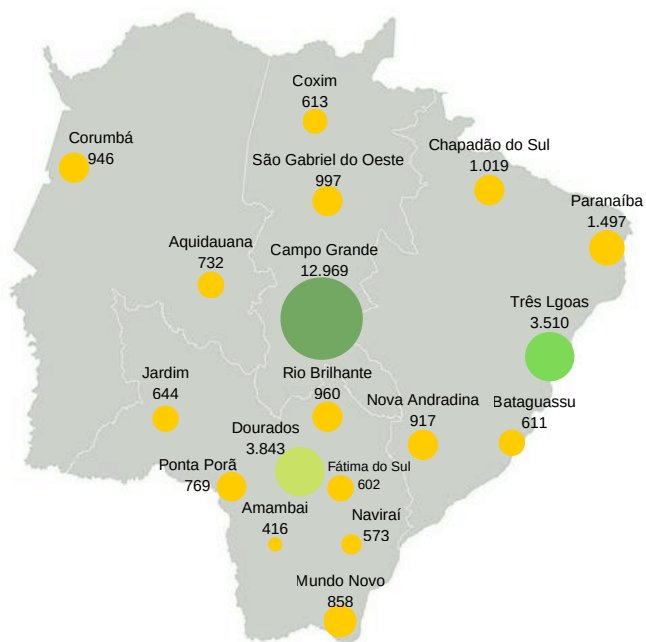 Coxim
613
Corumbá
946
São Gabriel do Oeste
997
Chapadão do Sul
1.019
Paranaíba
1.497
Aquidauana
732
Campo Grande
12.969
Três Lgoas
3.510
Jardim
644
Rio Brilhante
960
Nova Andradina
917
Bataguassu
611
Dourados
3.843
Ponta Porã
769
Fátima do Sul
602
Amambai
416
Naviraí
573
Mundo Novo
858